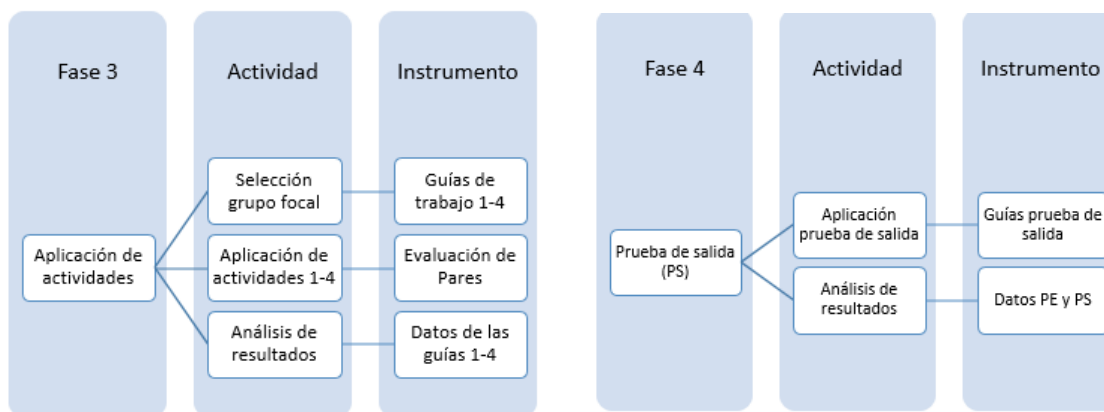 Fase 3
Actividad
Instrumento
Selección
grupo focal
Guías de
trabajo 1-4
Aplicación de
actividades
Aplicación de
actividades 1-4
Evaluación de
Pares
Análisis de
resultados
Datos de las
guías 1-4
Fase 4
Actividad
Instrumento
Aplicación
prueba de salida
Guías prueba de
salida
Prueba de salida
(PS)
Análisis de
resultados
Datos PE y PS